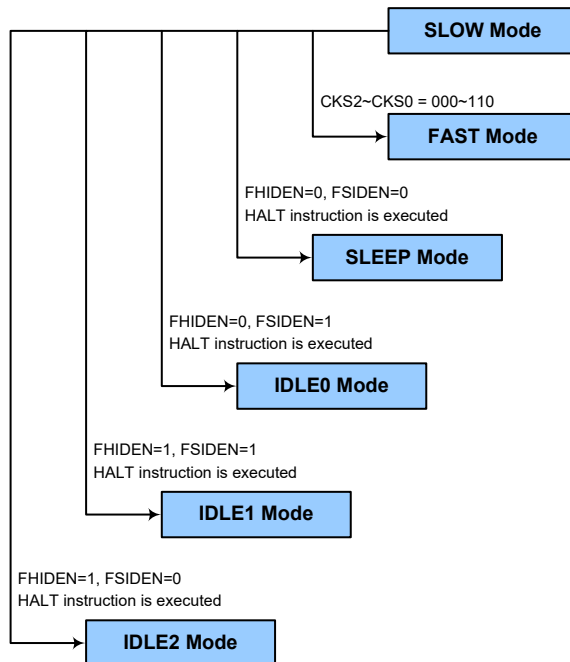 SLOW Mode
CKS2~CKS0 = 000~110
FAST Mode
FHIDEN=0, FSIDEN=0
HALT instruction is executed
SLEEP Mode
FHIDEN=0, FSIDEN=1
HALT instruction is executed
IDLE0 Mode
FHIDEN=1, FSIDEN=1
HALT instruction is executed
IDLE1 Mode
FHIDEN=1, FSIDEN=0
HALT instruction is executed
IDLE2 Mode